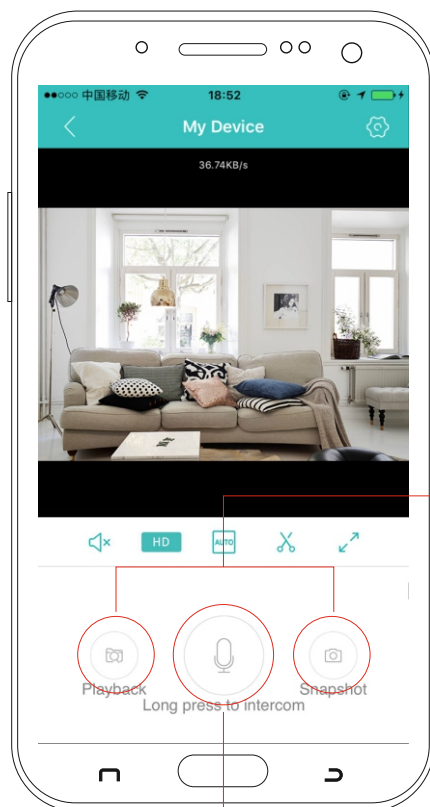 中国移动 18:52
My Device
36.74KB/s
HD AUTO
Playback Snapshot
Long press to intercom